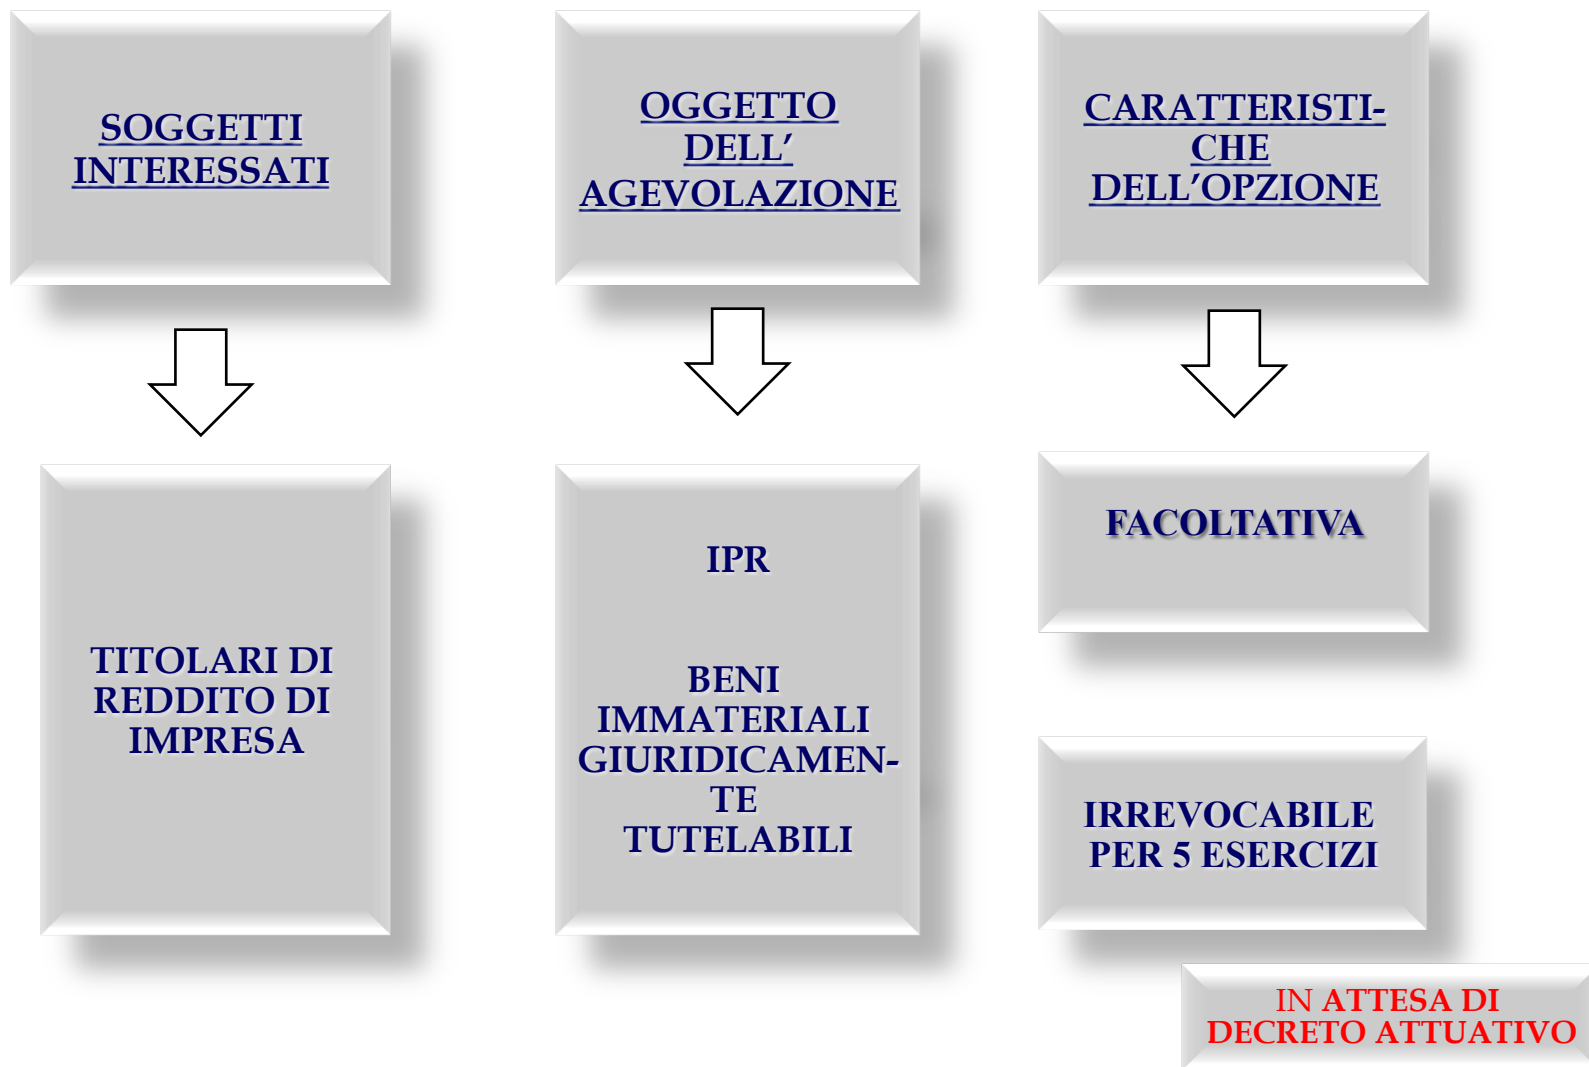 SOGGETTI
INTERESSATI
OGGETTO
DELL’
AGEVOLAZIONE
CARATTERISTI-
CHE
DELL’OPZIONE
TITOLARI DI
REDDITO DI
IMPRESA
IPR
BENI
IMMATERIALI
GIURIDICAMEN-
TE
TUTELABILI
FACOLTATIVA
IRREVOCABILE
PER 5 ESERCIZI
IN ATTESA DI
DECRETO ATTUATIVO